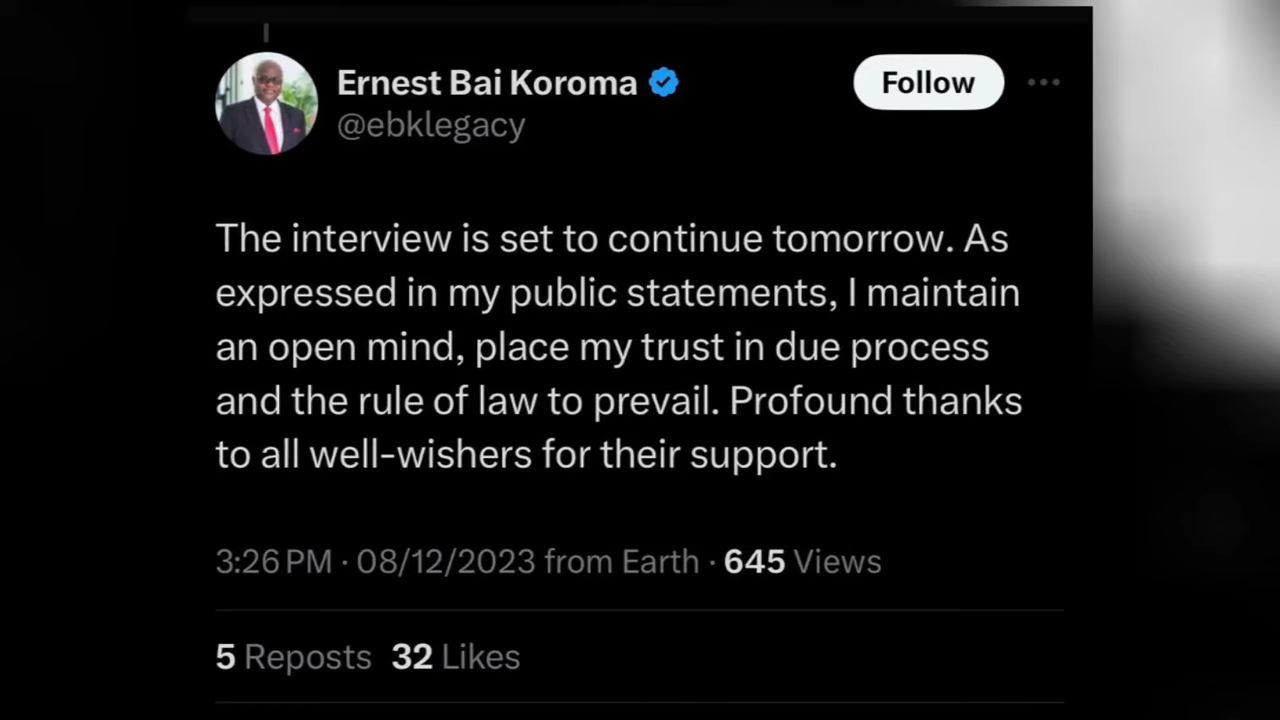 Ernest Bai Koroma
@ebklegacy
Follow
The interview is set to continue tomorrow. As
expressed in my public statements, I maintain
an open mind, place my trust in due process
and the rule of law to prevail. Profound thanks
to all well-wishers for their support.
3:26 PM · 08/12/2023 from Earth · 645 Views
5 Reposts 32 Likes